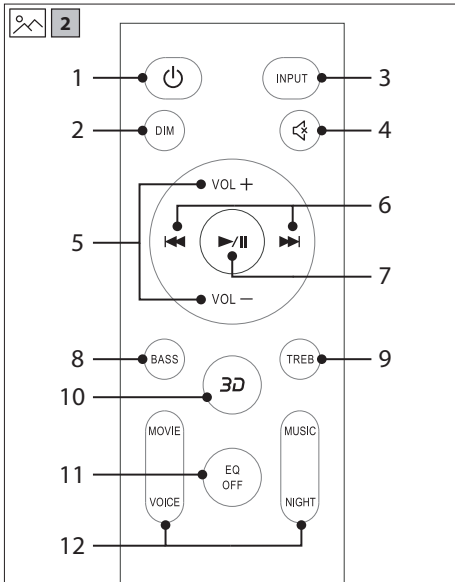 2
1
INPUT
3
2
DIM
4
VOL +
6
5
7
VOL −
8
BASS
TREB
9
3D
10
MOVIE
MUSIC
11
EQ
OFF
VOICE
NIGHT
12